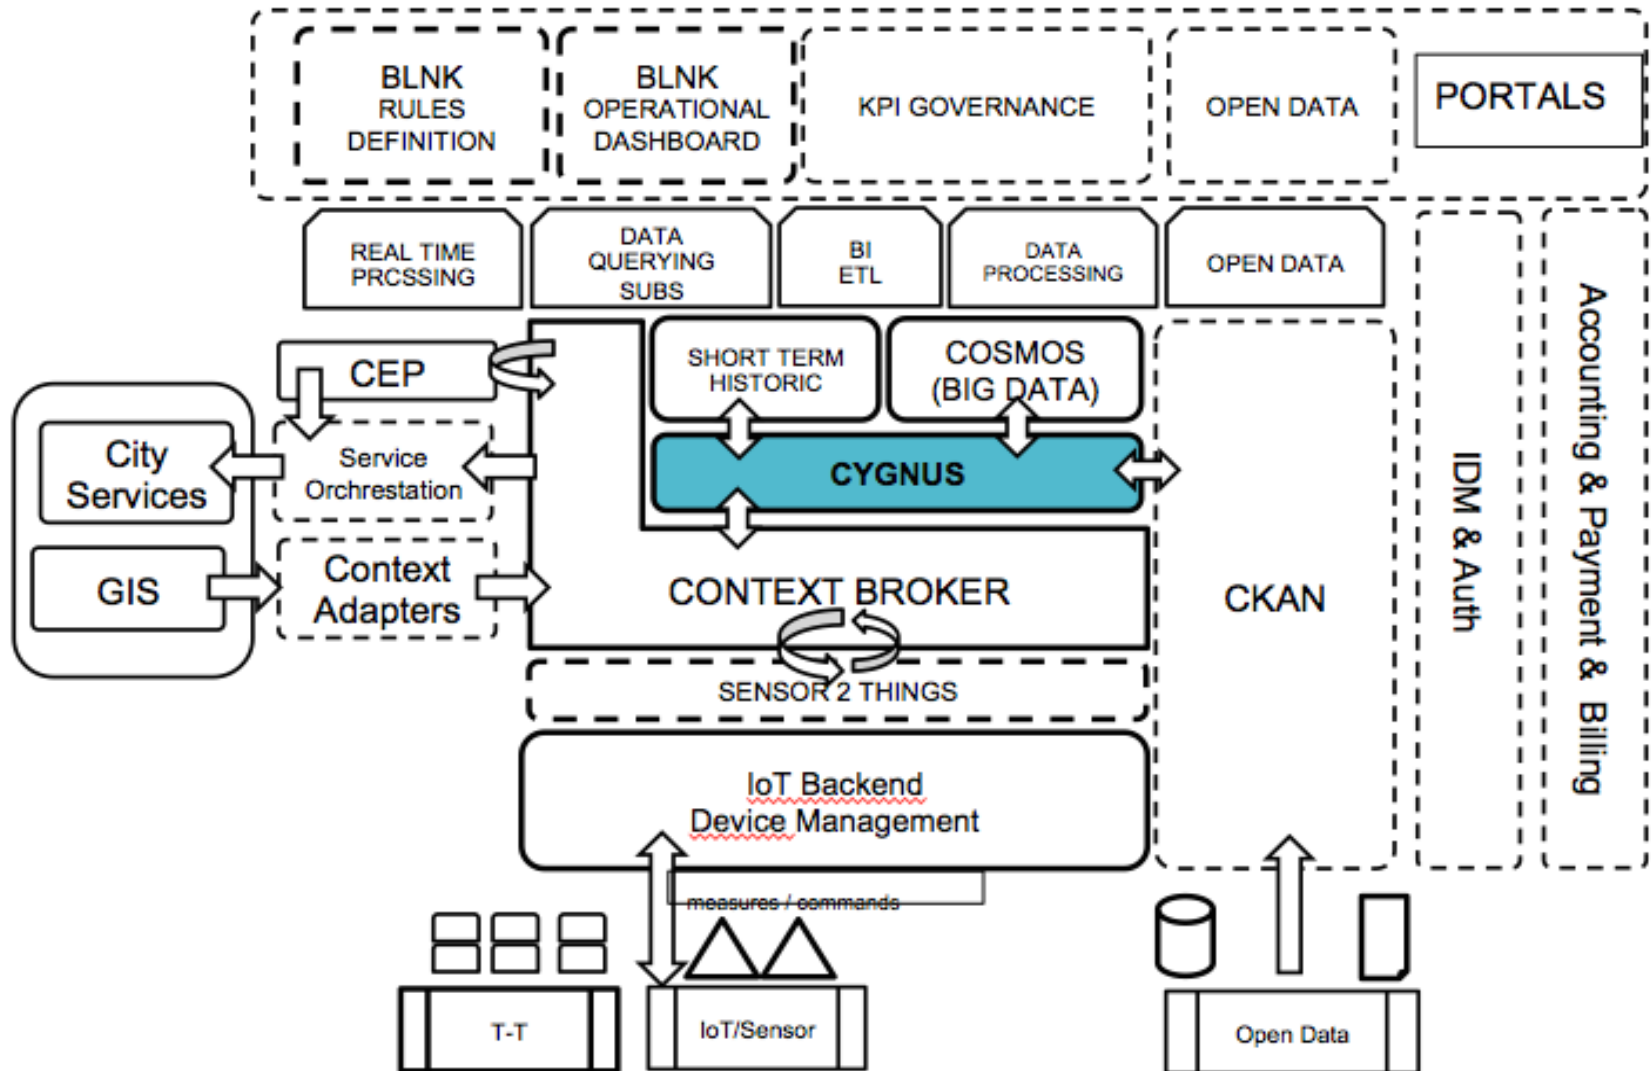 BLNK
RULES
DEFINITION
BLNK
OPERATIONAL
DASHBOARD
KPI GOVERNANCE
OPEN DATA
PORTALS
REAL TIME
PRCSSING
DATA
QUERYING
SUBS
BI
ETL
DATA
PROCESSING
OPEN DATA
CEP
SHORT TERM
HISTORIC
COSMOS
(BIG DATA)
City
Services
Service
Orchrestation
CYGNUS
GIS
Context
Adapters
CONTEXT BROKER
CKAN
IDM & Auth
Accounting & Payment & Billing
SENSOR 2 THINGS
IoT Backend
Device Management
measures / commands
T-T
IoT/Sensor
Open Data